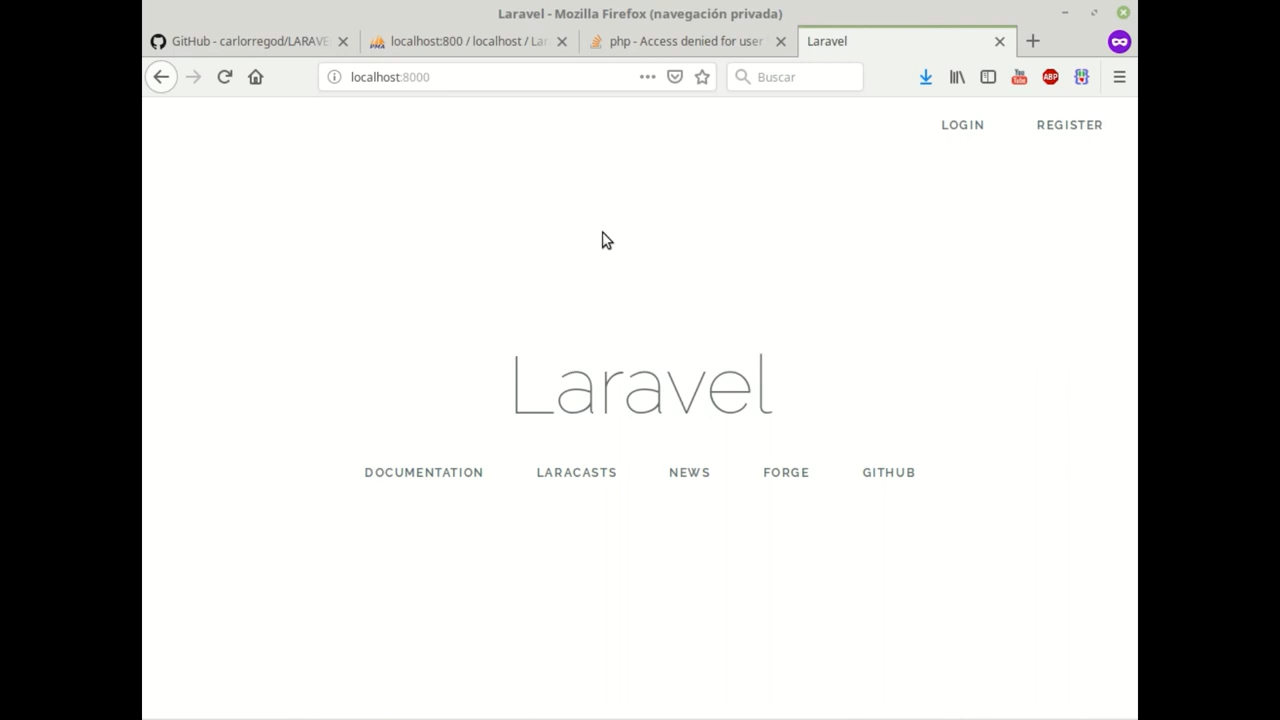 Laravel - Mozilla Firefox (navegación privada)
GitHub - carlorregod/LARAVE
localhost:800 / localhost / Lar
php - Access denied for user
Laravel
localhost:8000
Buscar
LOGIN REGISTER
Laravel
DOCUMENTATION LARACASTS NEWS FORGE GITHUB